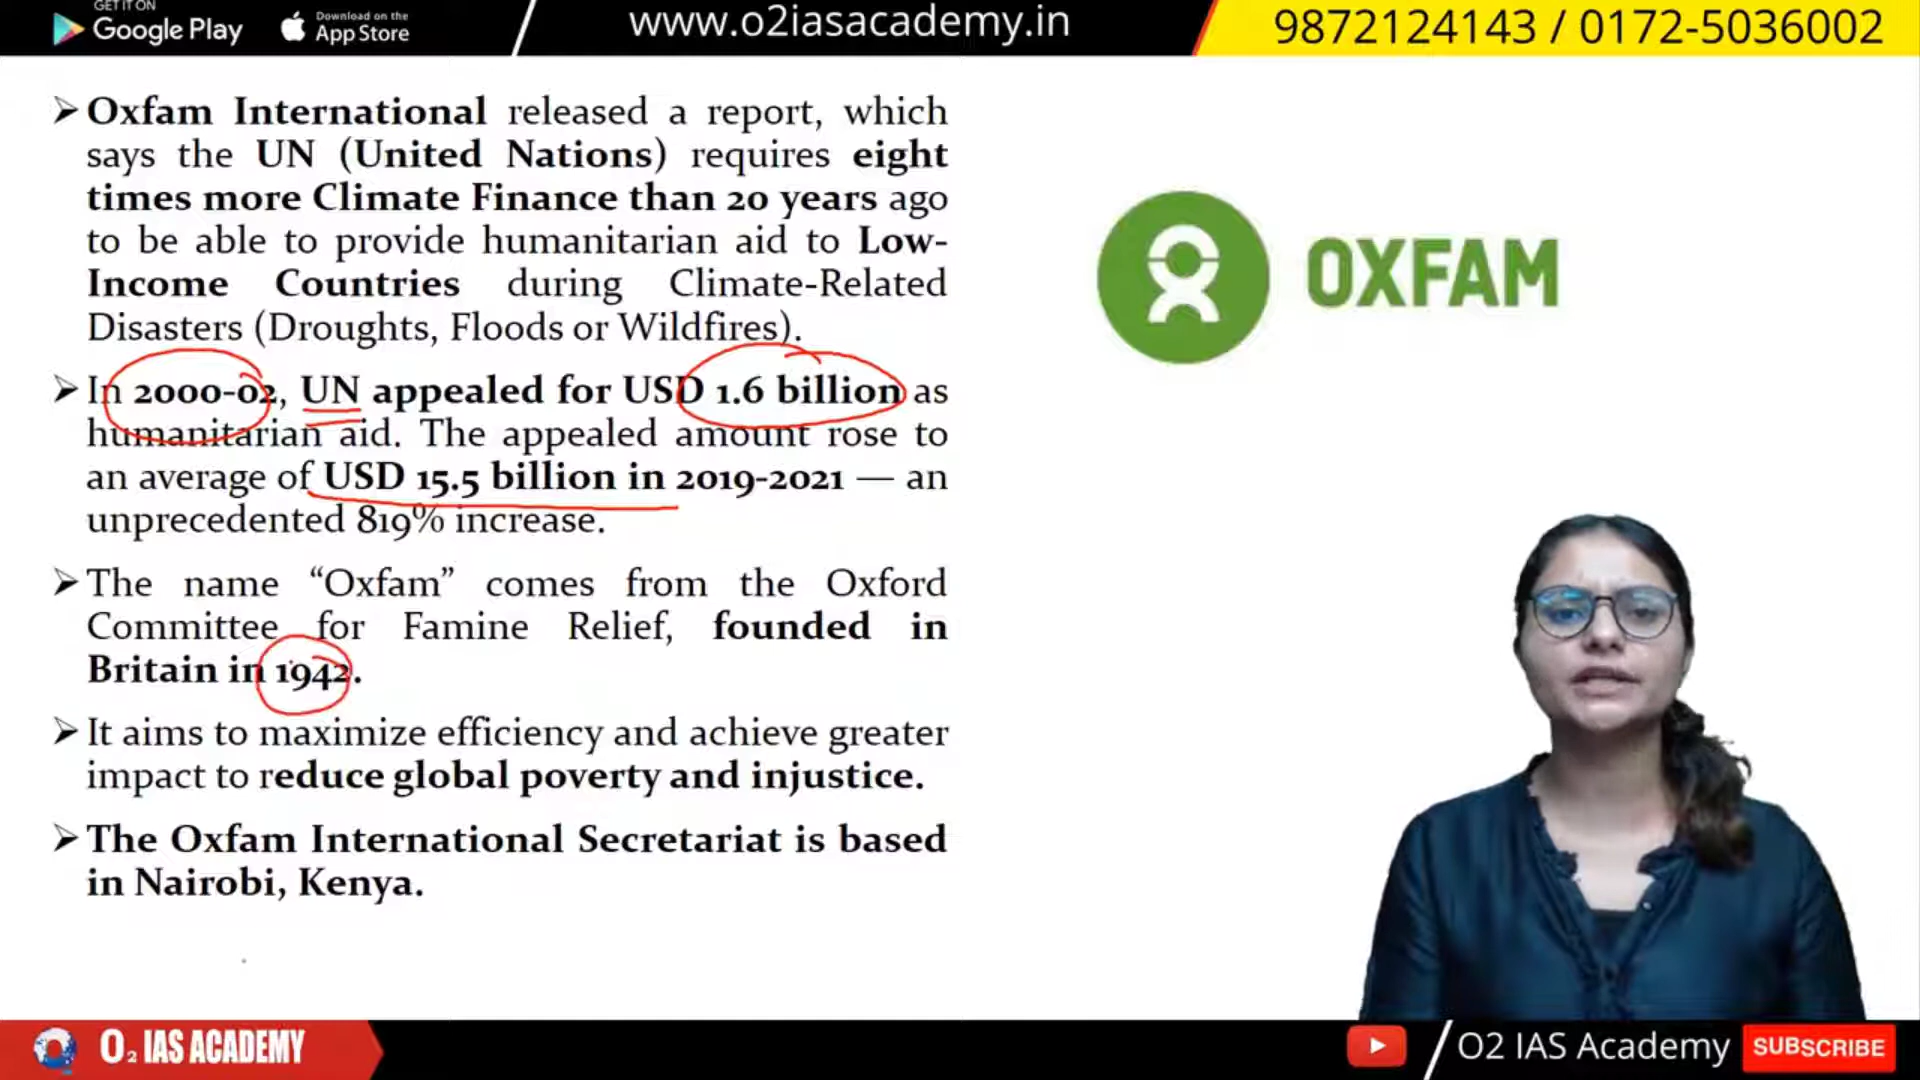 GET IT ON
Google Play
Download on the
App Store
www.o2iasacademy.in
9872124143 / 0172-5036002
➢ Oxfam International released a report, which
says the UN (United Nations) requires eight
times more Climate Finance than 20 years ago
to be able to provide humanitarian aid to Low-
Income Countries during Climate-Related
Disasters (Droughts, Floods or Wildfires).
➢ In 2000-02, UN appealed for USD 1.6 billion as
humanitarian aid. The appealed amount rose to
an average of USD 15.5 billion in 2019-2021 — an
unprecedented 819% increase.
➢ The name “Oxfam” comes from the Oxford
Committee for Famine Relief, founded in
Britain in 1942.
➢ It aims to maximize efficiency and achieve greater
impact to reduce global poverty and injustice.
➢ The Oxfam International Secretariat is based
in Nairobi, Kenya.
OXFAM
O2 IAS ACADEMY
O2 IAS Academy
SUBSCRIBE